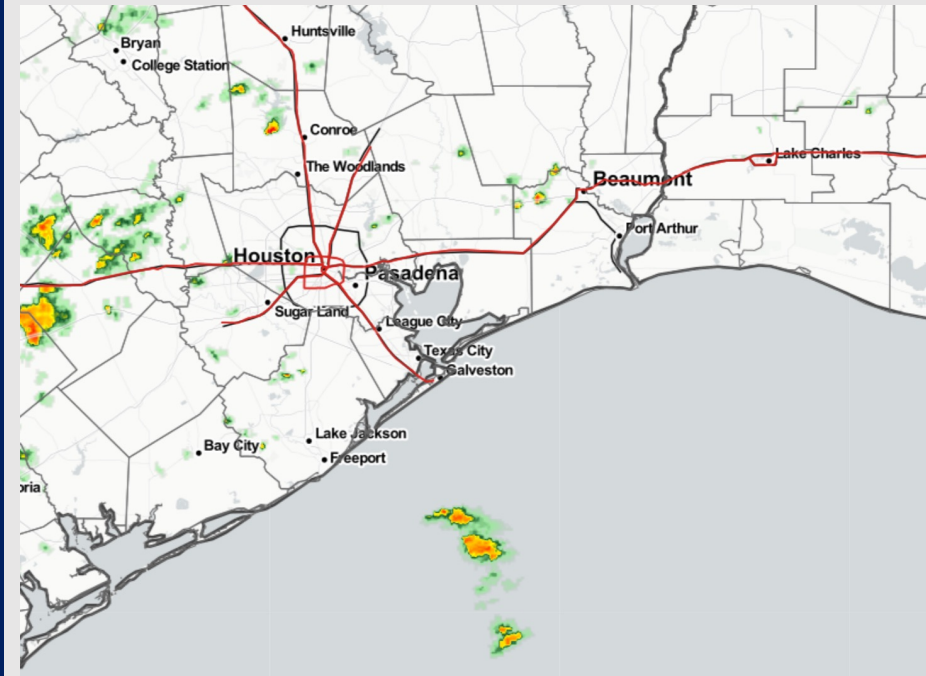 Huntsville
Bryan
College Station
Conroe
The Woodlands
Lake Charles
Beaumont
Port Arthur
Houston
Pasadena
Sugar Land
League City
Texas City
Galveston
Lake Jackson
Bay City
Freeport
oria